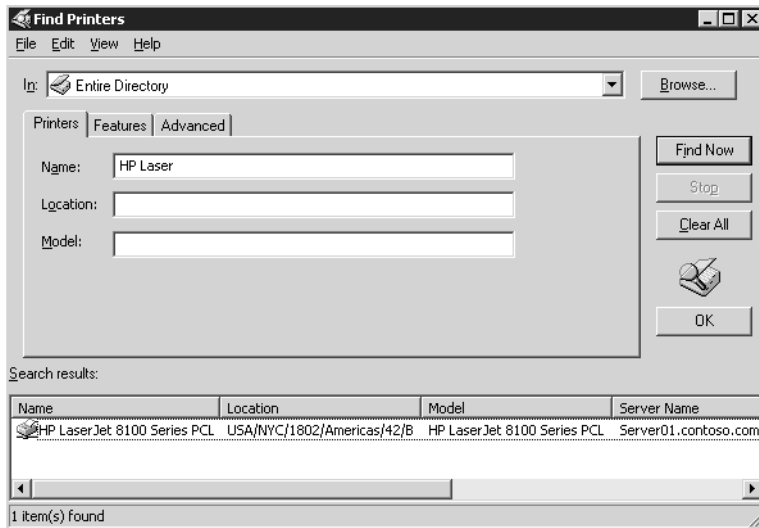 Find Printers
File Edit View Help
In: Entire Directory Browse...
Printers Features Advanced
Name: HP Laser
Location:
Model:
Find Now
Stop
Clear All
OK
Search results:
Name Location Model Server Name
HP LaserJet 8100 Series PCL USA/NYC/1802/Americas/42/B HP LaserJet 8100 Series PCL Server01.contoso.com
1 item(s) found